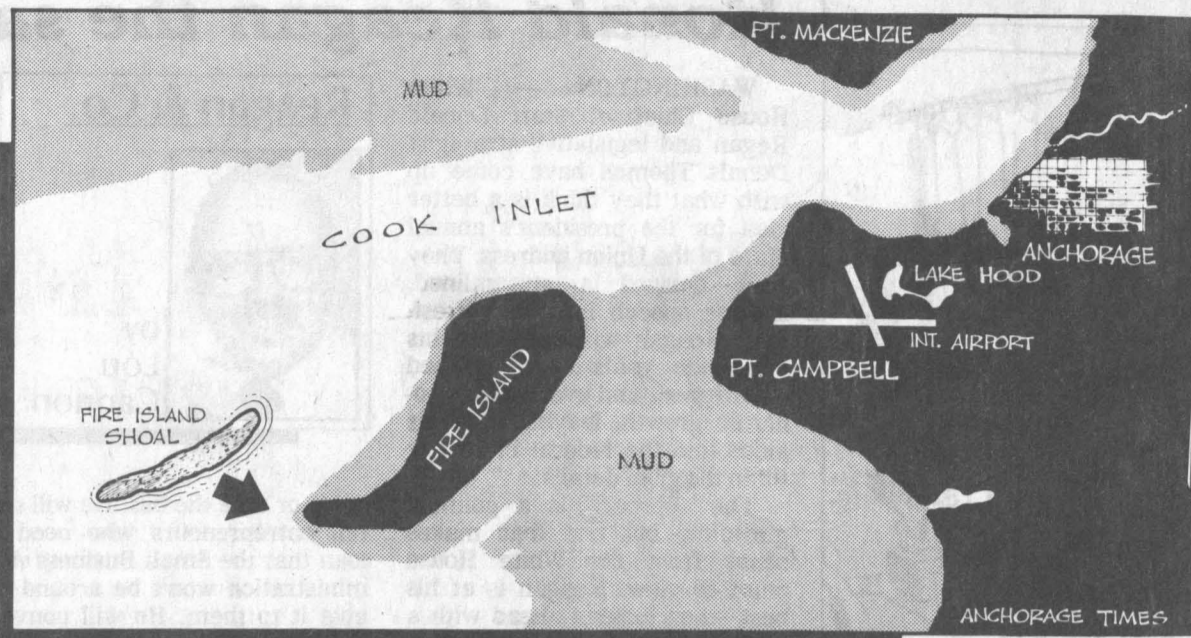 PT. MACKENZIE
MUD
COOK INLET
ANCHORAGE
LAKE HOOD
INT. AIRPORT
PT. CAMPBELL
FIRE ISLAND
SHOAL
FIRE ISLAND
MUD
ANCHORAGE TIMES